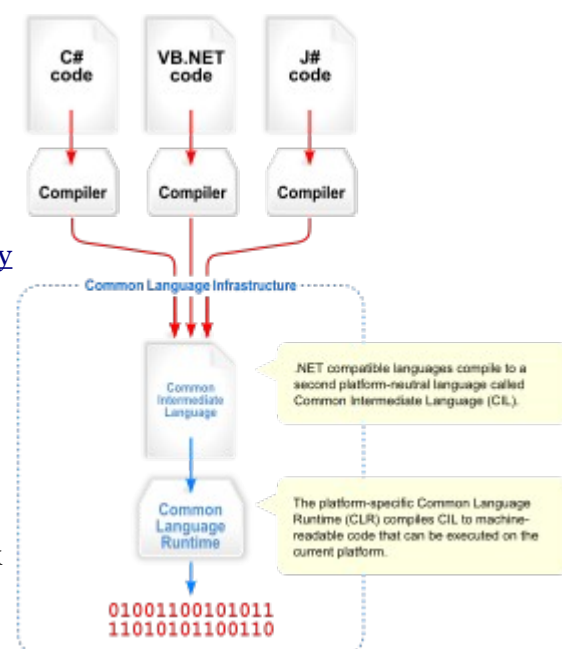 C#
code
VB.NET
code
J#
code
Compiler
Compiler
Compiler
y
Common Language Infrastructure
Common
Intermediate
Language
.NET compatible languages compile to a
second platform-neutral language called
Common Intermediate Language (CIL).
Common
Language
Runtime
The platform-specific Common Language
Runtime (CLR) compiles CIL to machine-
readable code that can be executed on the
current platform.
01001100101011
11010101100110